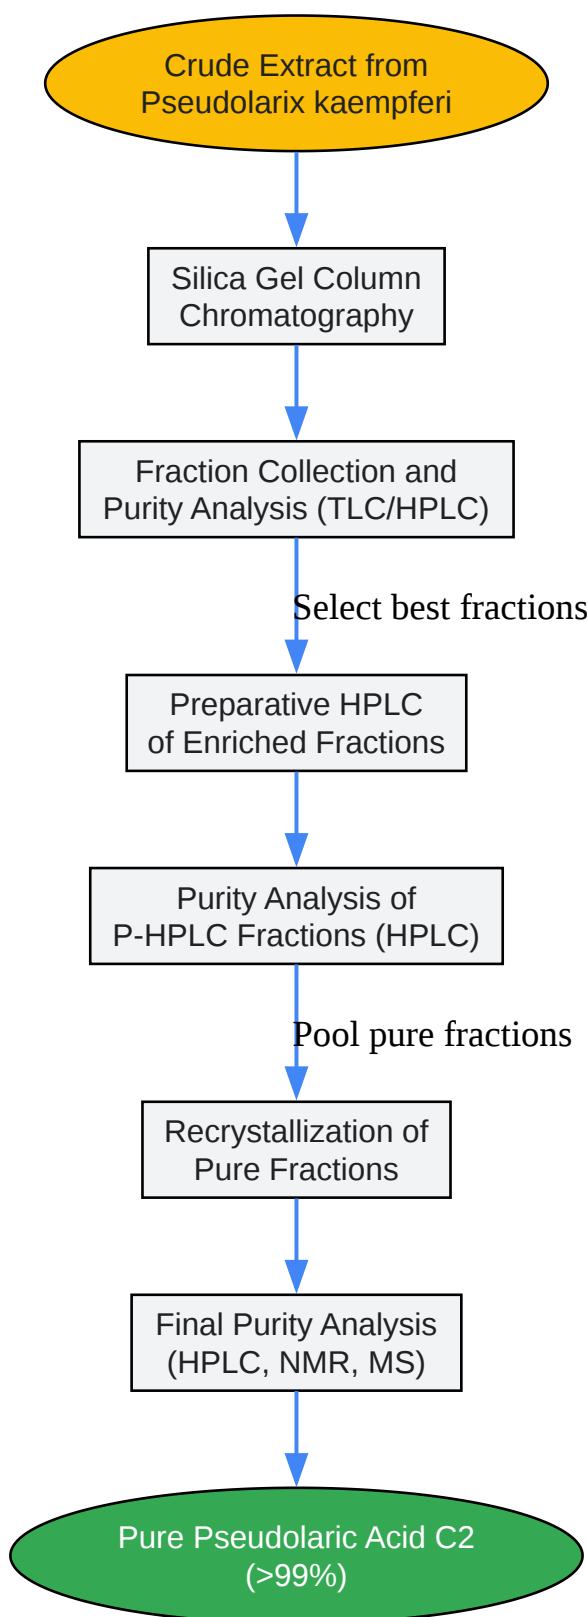 Crude Extract from
Pseudolarix kaempferi
Silica Gel Column
Chromatography
Fraction Collection and
Purity Analysis (TLC/HPLC)
Select best fractions
Preparative HPLC
of Enriched Fractions
Purity Analysis of
P-HPLC Fractions (HPLC)
Pool pure fractions
Recrystallization of
Pure Fractions
Final Purity Analysis
(HPLC, NMR, MS)
Pure Pseudolaric Acid C2
(>99%)